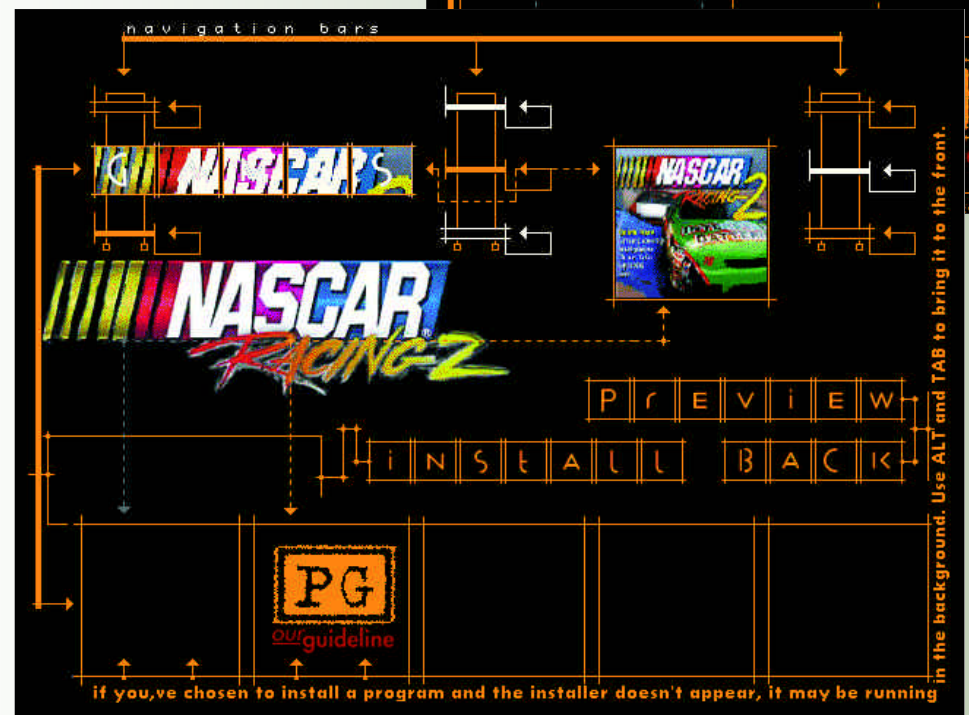 navigation bars
G NASCAR S
NASCAR
RACING 2
NASCAR
RACING 2
PrEViEW
iNStAll
BACK
PG
our guideline
if you,ve chosen to install a program and the installer doesn't appear, it may be running
in the background. Use ALT and TAB to bring it to the front.